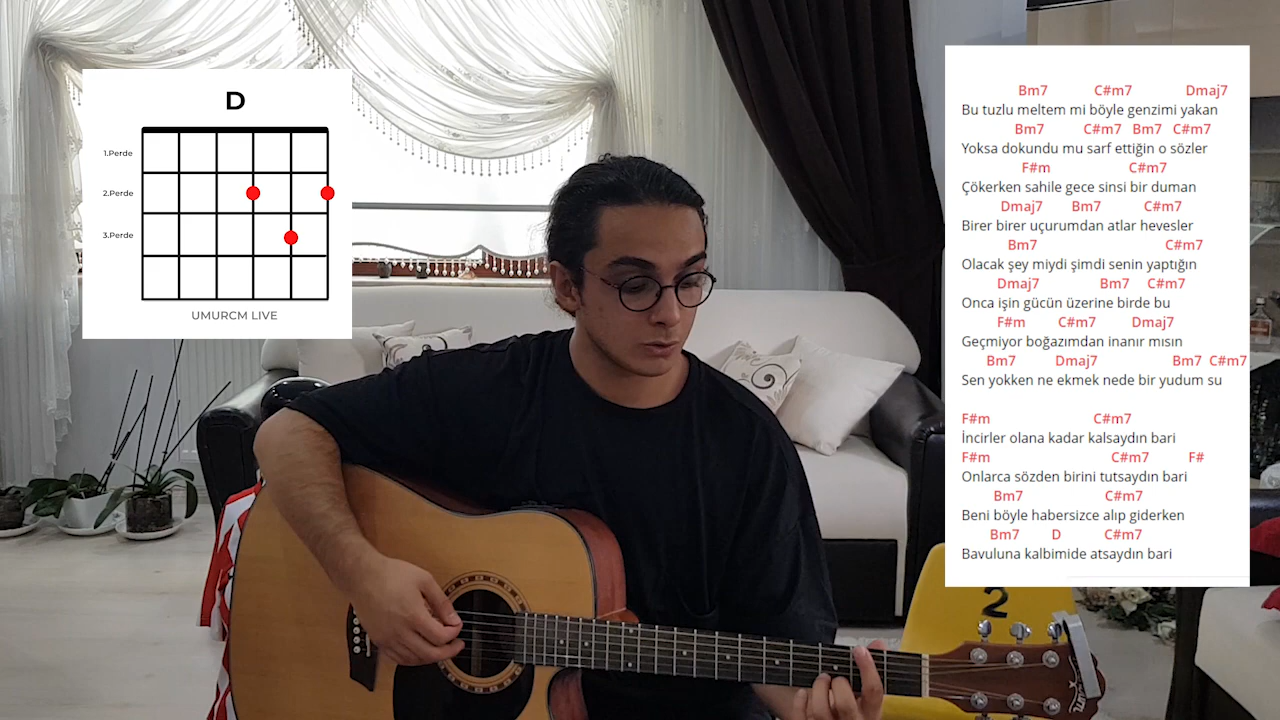 D
1.Perde
2.Perde
3.Perde
UMURCM LIVE
Bm7 C#m7 Dmaj7
Bu tuzlu meltem mi böyle genzimi yakan
Bm7 C#m7 Bm7 C#m7
Yoksa dokundu mu sarf ettiğin o sözler
F#m C#m7
Çökerken sahile gece sinsi bir duman
Dmaj7 Bm7 C#m7
Birer birer uçurumdan atlar hevesler
Bm7 C#m7
Olacak şey miydi şimdi senin yaptığın
Dmaj7 Bm7 C#m7
Onca işin gücün üzerine birde bu
F#m C#m7 Dmaj7
Geçmiyor boğazımdan inanır mısın
Bm7 Dmaj7 Bm7 C#m7
Sen yokken ne ekmek nede bir yudum su
F#m C#m7
İncirler olana kadar kalsaydın bari
F#m C#m7 F#
Onlarca sözden birini tutsaydın bari
Bm7 C#m7
Beni böyle habersizce alıp giderken
Bm7 D C#m7
Bavuluna kalbimide atsaydın bari
2